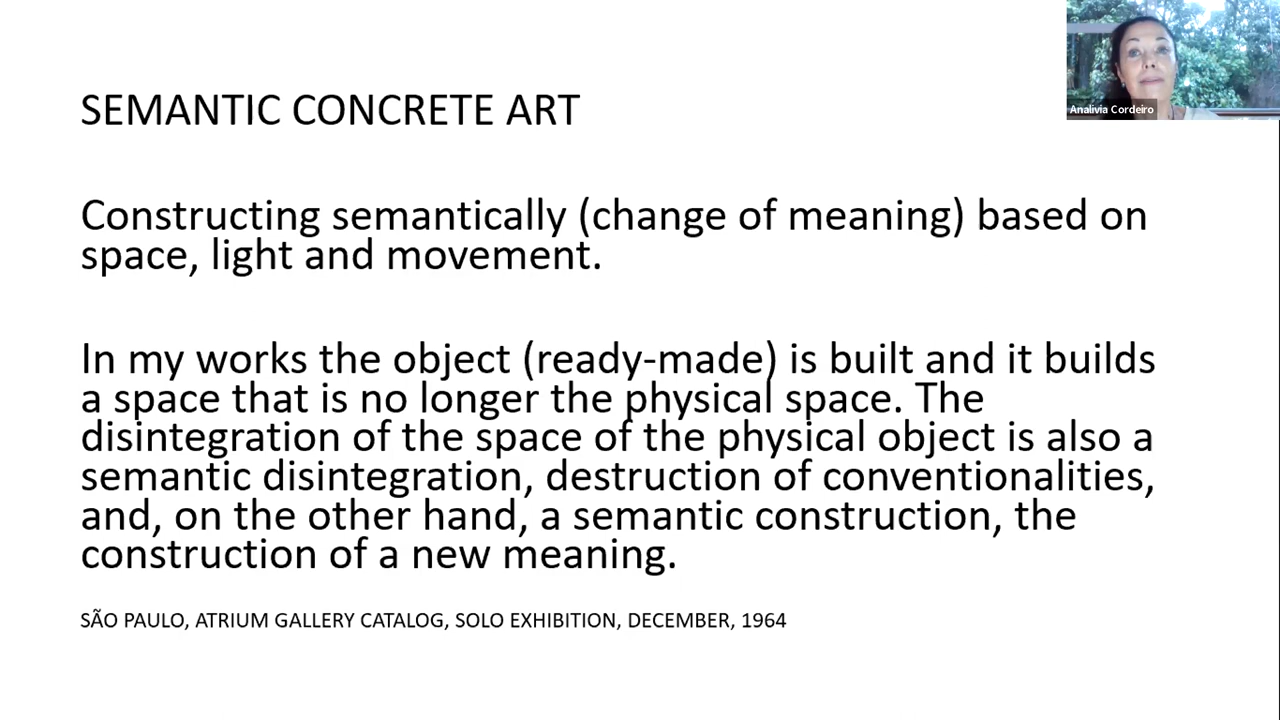 SEMANTIC CONCRETE ART
Analivia Cordeiro
Constructing semantically (change of meaning) based on
space, light and movement.
In my works the object (ready-made) is built and it builds
a space that is no longer the physical space. The
disintegration of the space of the physical object is also a
semantic disintegration, destruction of conventionalities,
and, on the other hand, a semantic construction, the
construction of a new meaning.
SÃO PAULO, ATRIUM GALLERY CATALOG, SOLO EXHIBITION, DECEMBER, 1964